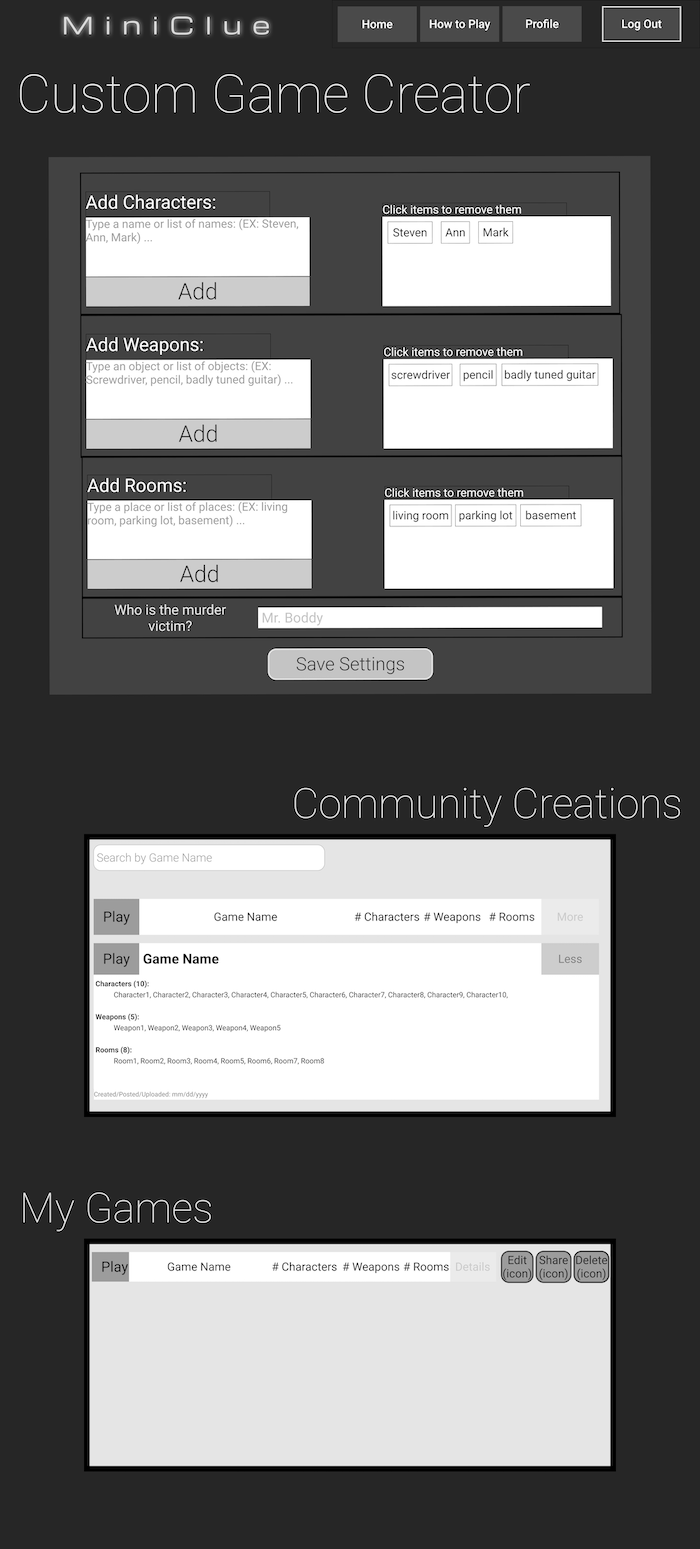 MiniClue
Home
How to Play
Profile
Log Out
Custom Game Creator
Add Characters:
Type a name or list of names: (EX: Steven,
Ann, Mark) ...
Add
Click items to remove them
Steven
Ann
Mark
Add Weapons:
Type an object or list of objects: (EX:
Screwdriver, pencil, badly tuned guitar) ...
Add
Click items to remove them
screwdriver
pencil
badly tuned guitar
Add Rooms:
Type a place or list of places: (EX: living
room, parking lot, basement) ...
Add
Click items to remove them
living room
parking lot
basement
Who is the murder
victim?
Mr. Boddy
Save Settings
Community Creations
Search by Game Name
Play
Game Name
# Characters
# Weapons
# Rooms
More
Play
Game Name
Less
Characters (10):
Character1, Character2, Character3, Character4, Character5, Character6, Character7, Character8, Character9, Character10,
Weapons (5):
Weapon1, Weapon2, Weapon3, Weapon4, Weapon5
Rooms (8):
Room1, Room2, Room3, Room4, Room5, Room6, Room7, Room8
Created/Posted/Uploaded: mm/dd/yyyy
My Games
Play
Game Name
# Characters
# Weapons
# Rooms
Details
Edit
(icon)
Share
(icon)
Delete
(icon)